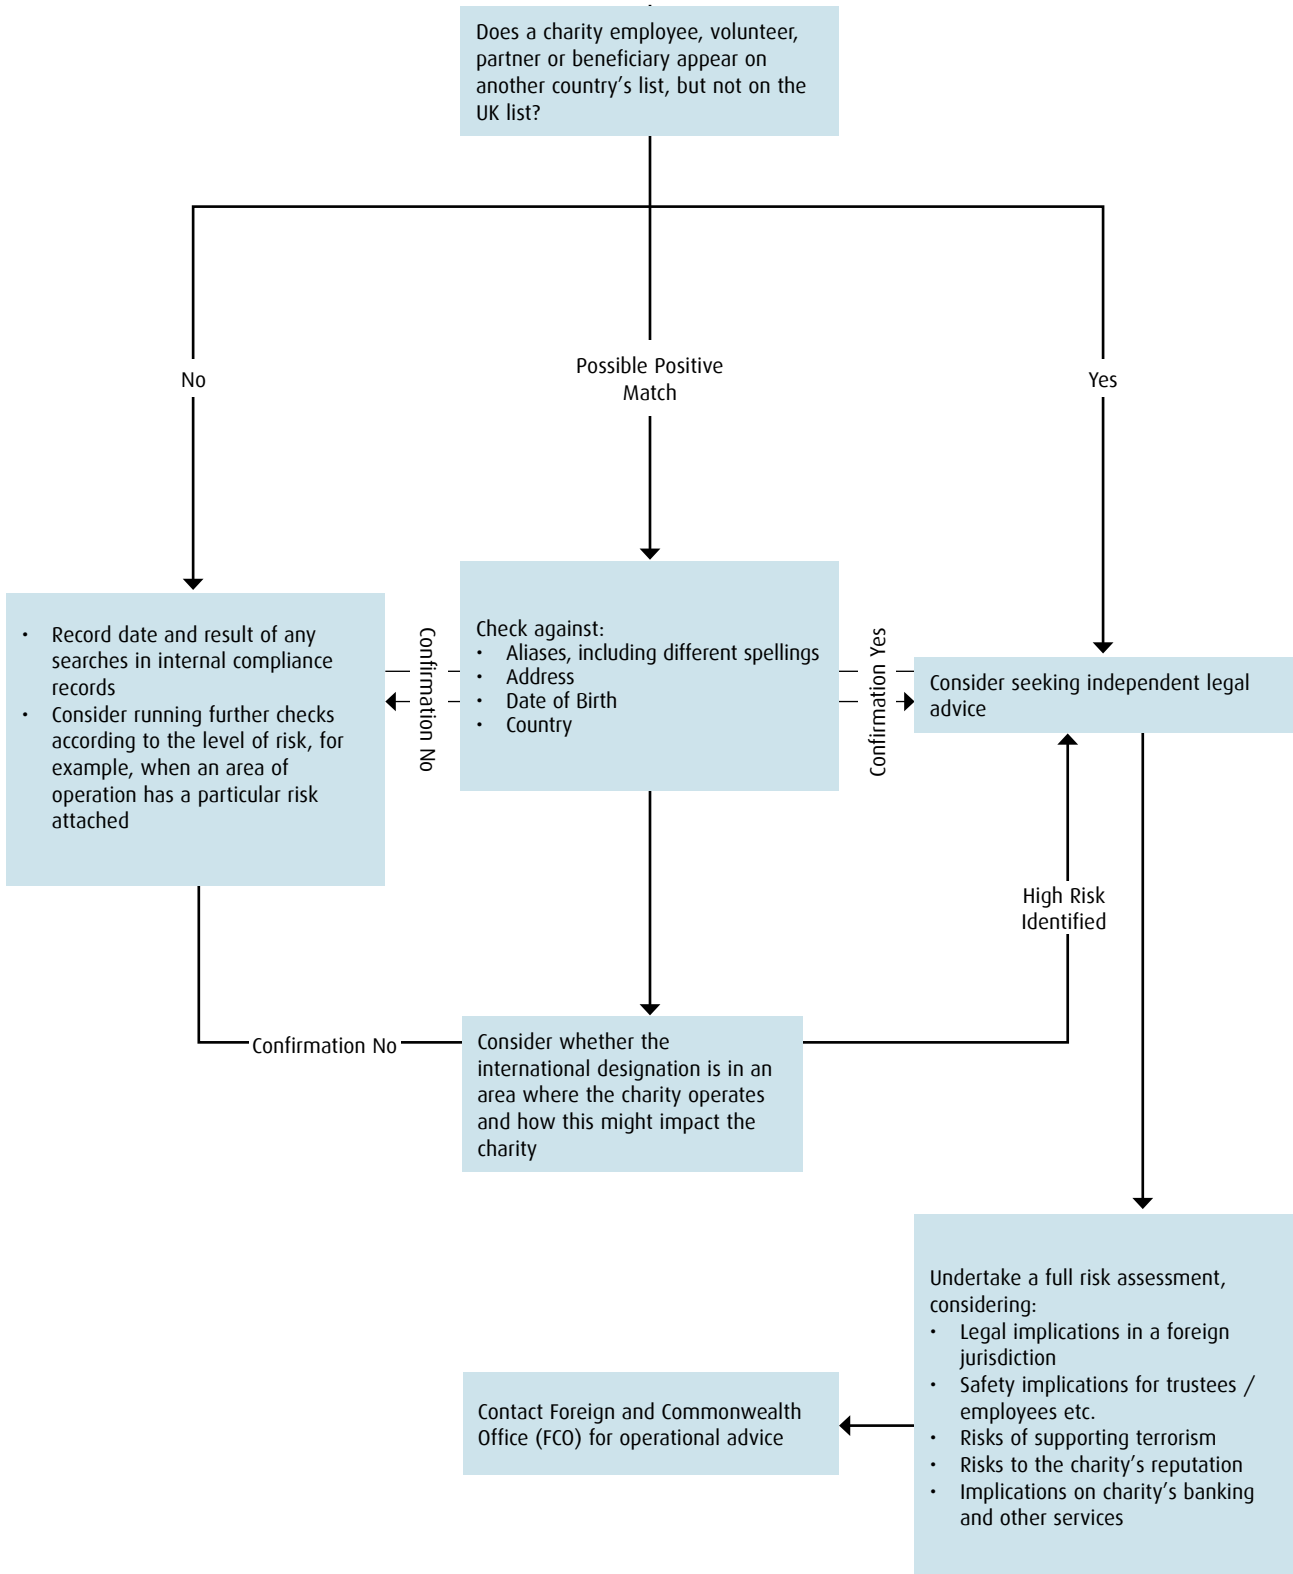 Does a charity employee, volunteer,
partner or beneficiary appear on
another country's list, but not on the
UK list?
No
Possible Positive
Match
Yes
• Record date and result of any
searches in internal compliance
records
• Consider running further checks
according to the level of risk, for
example, when an area of
operation has a particular risk
attached
Confirmation No
Check against:
• Aliases, including different spellings
• Address
• Date of Birth
• Country
Confirmation Yes
Consider seeking independent legal
advice
High Risk
Identified
Confirmation No
Consider whether the
international designation is in an
area where the charity operates
and how this might impact the
charity
Undertake a full risk assessment,
considering:
• Legal implications in a foreign
jurisdiction
• Safety implications for trustees /
employees etc.
• Risks of supporting terrorism
• Risks to the charity's reputation
• Implications on charity's banking
and other services
Contact Foreign and Commonwealth
Office (FCO) for operational advice